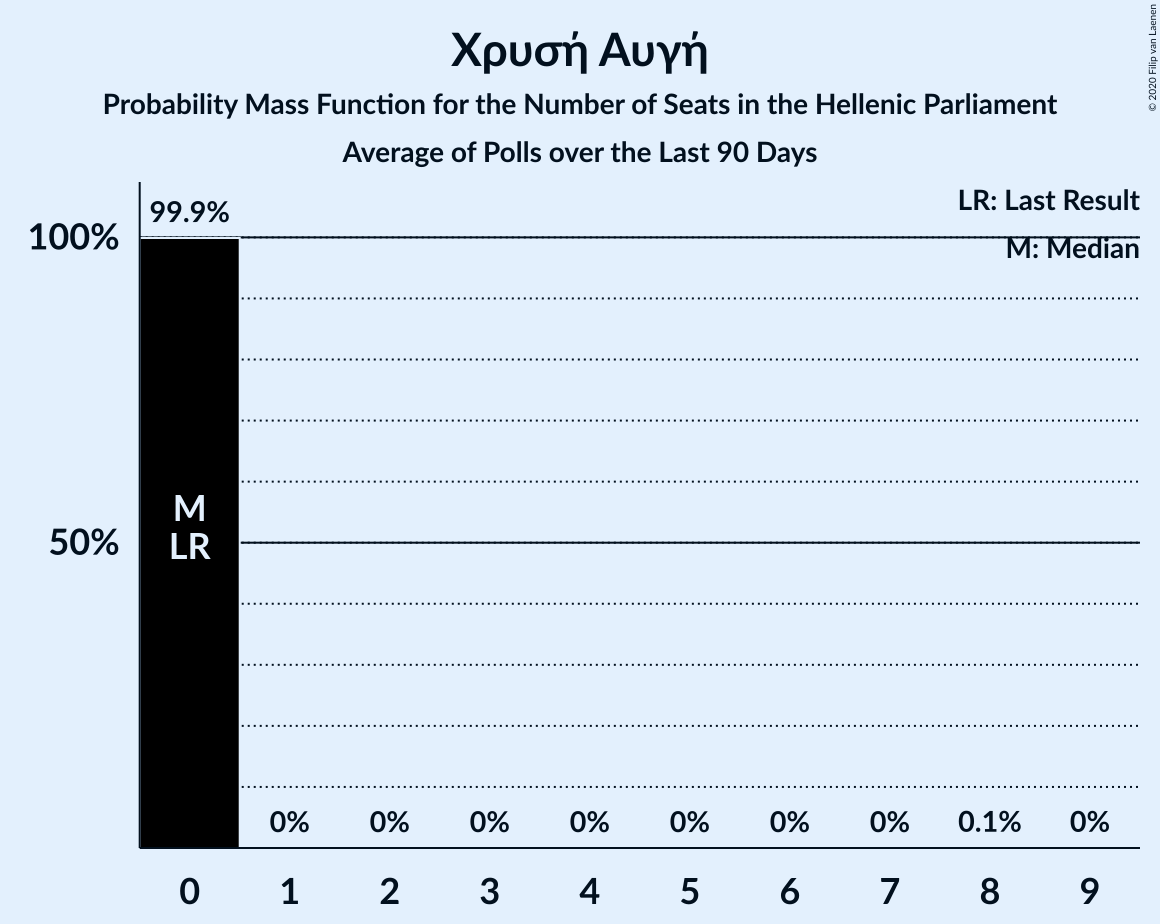 Χρυσή Αυγή
Probability Mass Function for the Number of Seats in the Hellenic Parliament
Average of Polls over the Last 90 Days
© 2020 Filip van Laenen
LR: Last Result
M: Median
99.9%
100%
50%
M
LR
0% 0% 0% 0% 0% 0% 0% 0.1% 0%
0 1 2 3 4 5 6 7 8 9